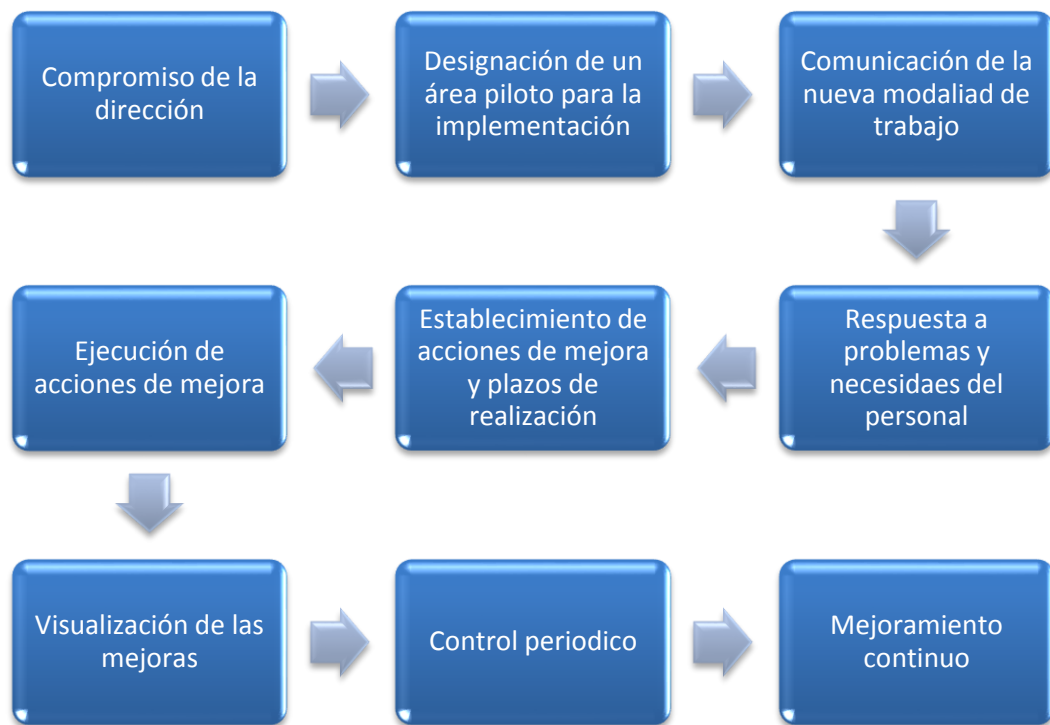 Compromiso de la
dirección
Designación de un
área piloto para la
implementación
Comunicación de la
nueva modaliad de
trabajo
Respuesta a
problemas y
necesidaes del
personal
Establecimiento de
acciones de mejora
y plazos de
realización
Ejecución de
acciones de mejora
Visualización de las
mejoras
Control periodico
Mejoramiento
continuo